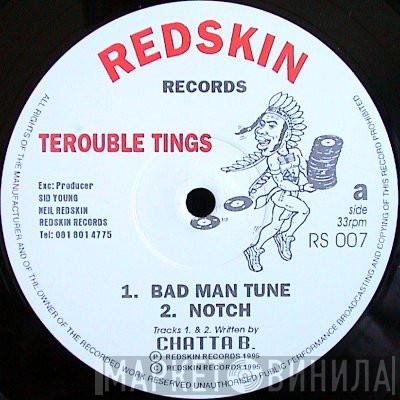 REDSKIN
RECORDS
TEROUBLE TINGS
Exc: Producer
SID YOUNG
NEIL REDSKIN
REDSKIN RECORDS
Tel: 081 801 4775
a
side
33rpm
RS 007
1. BAD MAN TUNE
2. NOTCH
Tracks 1. & 2. Written by
CHATTA B.
Ⓟ REDSKIN RECORDS 1995
© REDSKIN RECORDS 1995
ALL RIGHTS OF THE MANUFACTURER AND OF THE OWNER OF THE RECORDED WORK RESERVED UNAUTHORISED PUBLIC PERFORMANCE BROADCASTING AND COPYING OF THIS RECORD PROHIBITED
МАРКЕТ ВИНИЛА